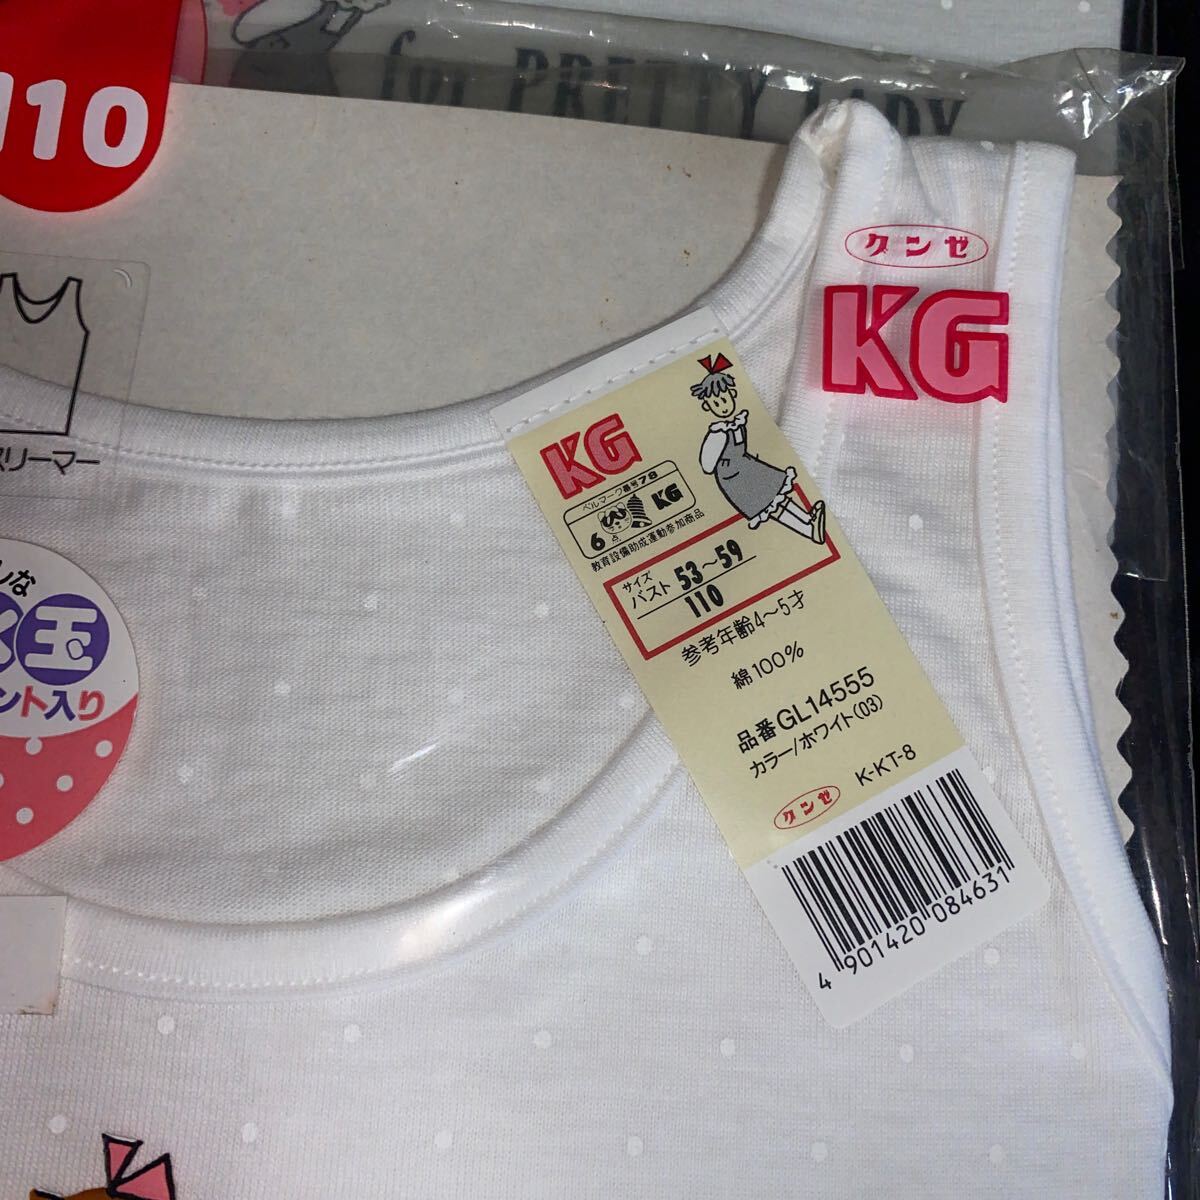 for PRETTY LADY
110
クンゼ
KG
スリーマー
玉
ント入り
KG
ベルマーク番号78
6点 KG
教育設備助成運動参加商品
サイズ
バスト 53〜59
110
参考年齢4〜5才
綿100%
品番GL14555
カラー/ホワイト(03)
クンゼ K-KT-8
4 901420 084631